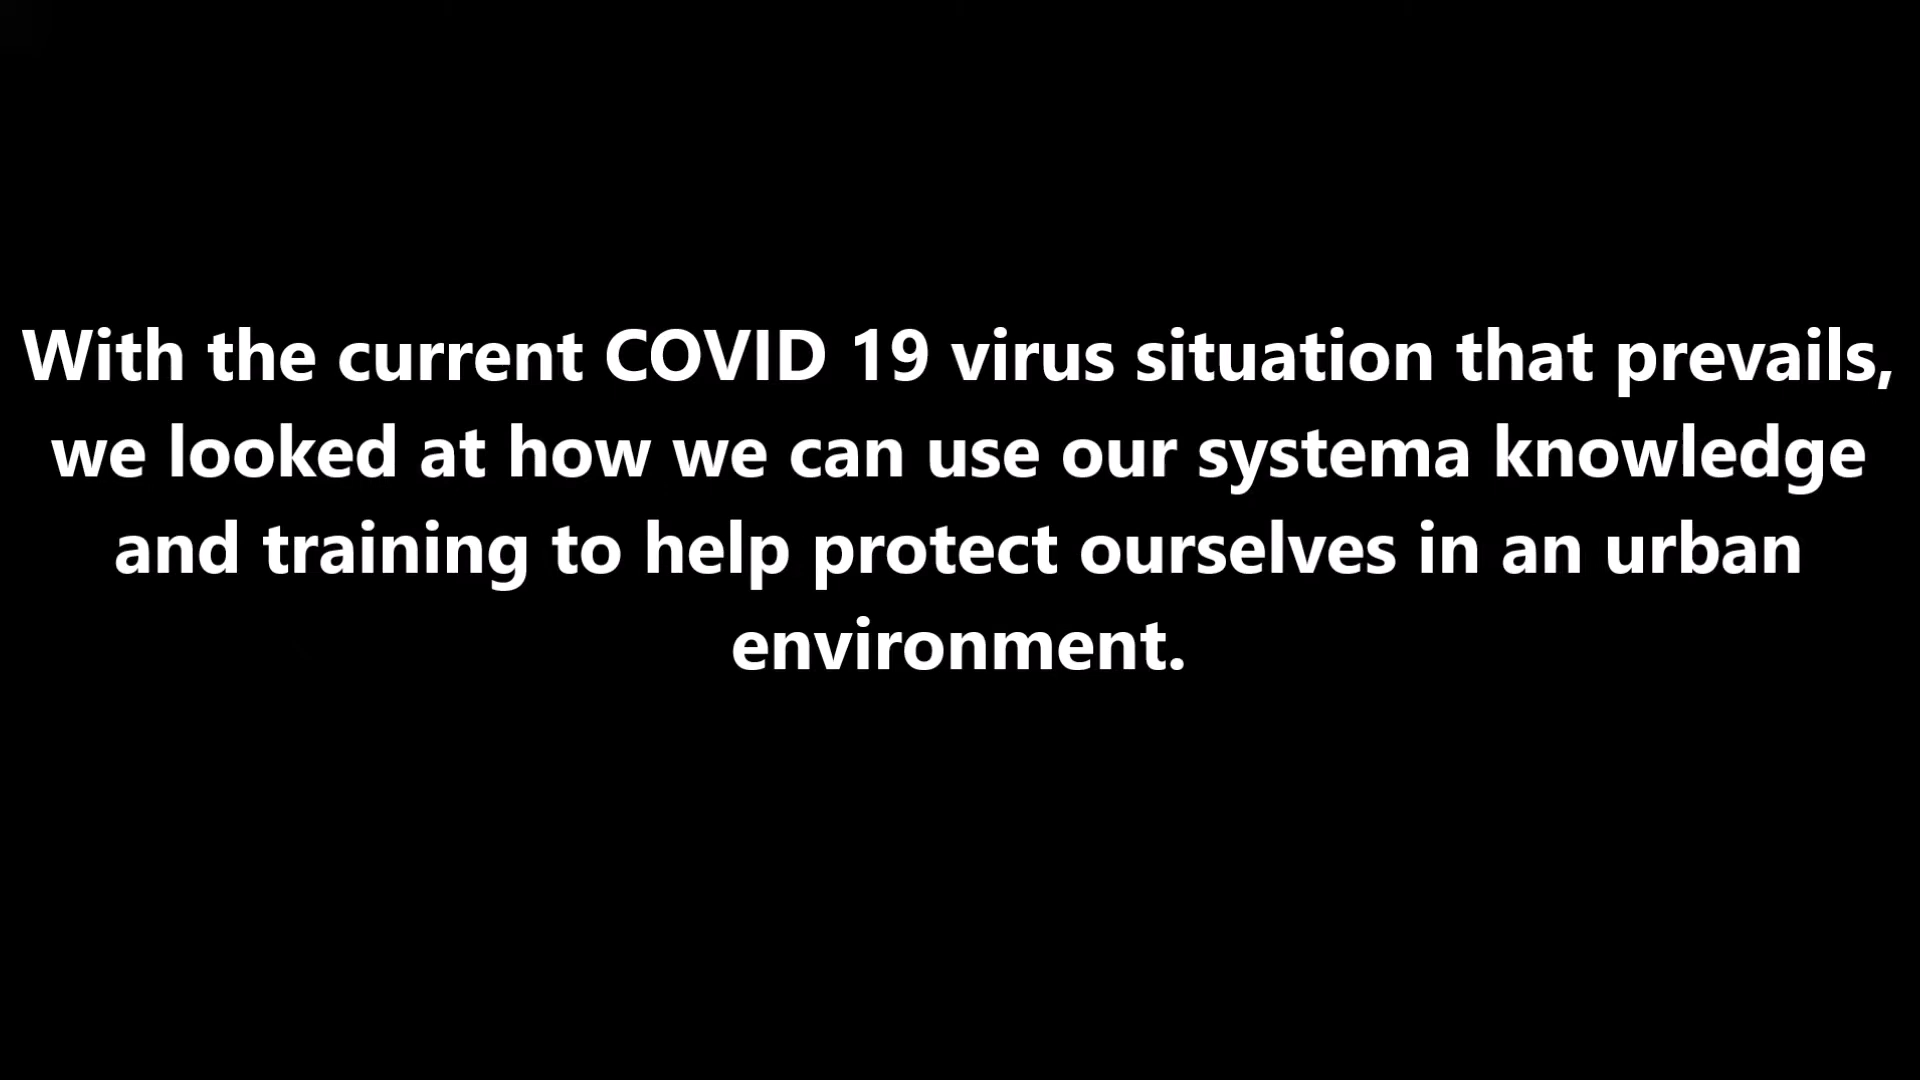 With the current COVID 19 virus situation that prevails,
we looked at how we can use our systema knowledge
and training to help protect ourselves in an urban
environment.